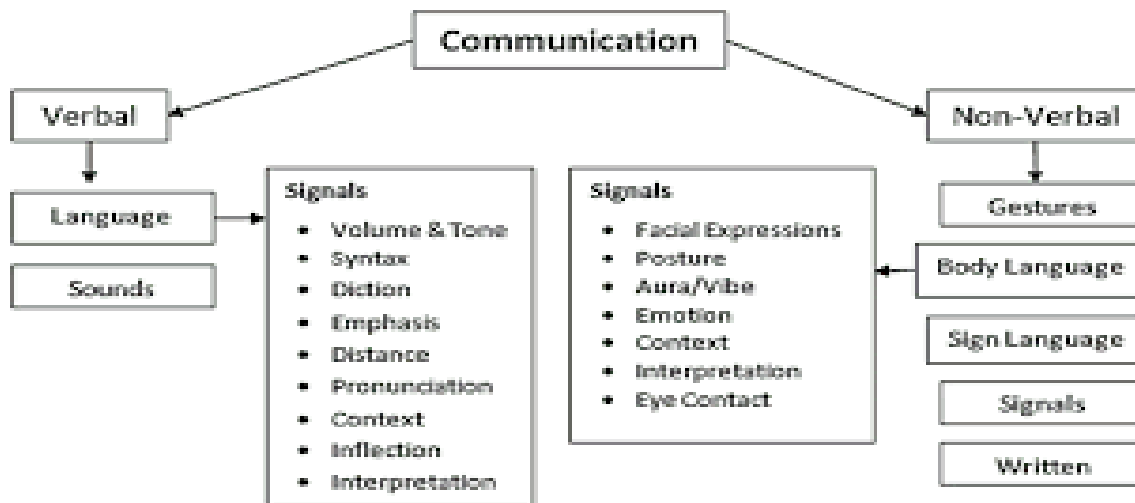 Communication
Verbal
Non-Verbal
Language
Sounds
Signals
• Volume & Tone
• Syntax
• Diction
• Emphasis
• Distance
• Pronunciation
• Context
• Inflection
• Interpretation
Signals
• Facial Expressions
• Posture
• Aura/Vibe
• Emotion
• Context
• Interpretation
• Eye Contact
Gestures
Body Language
Sign Language
Signals
Written